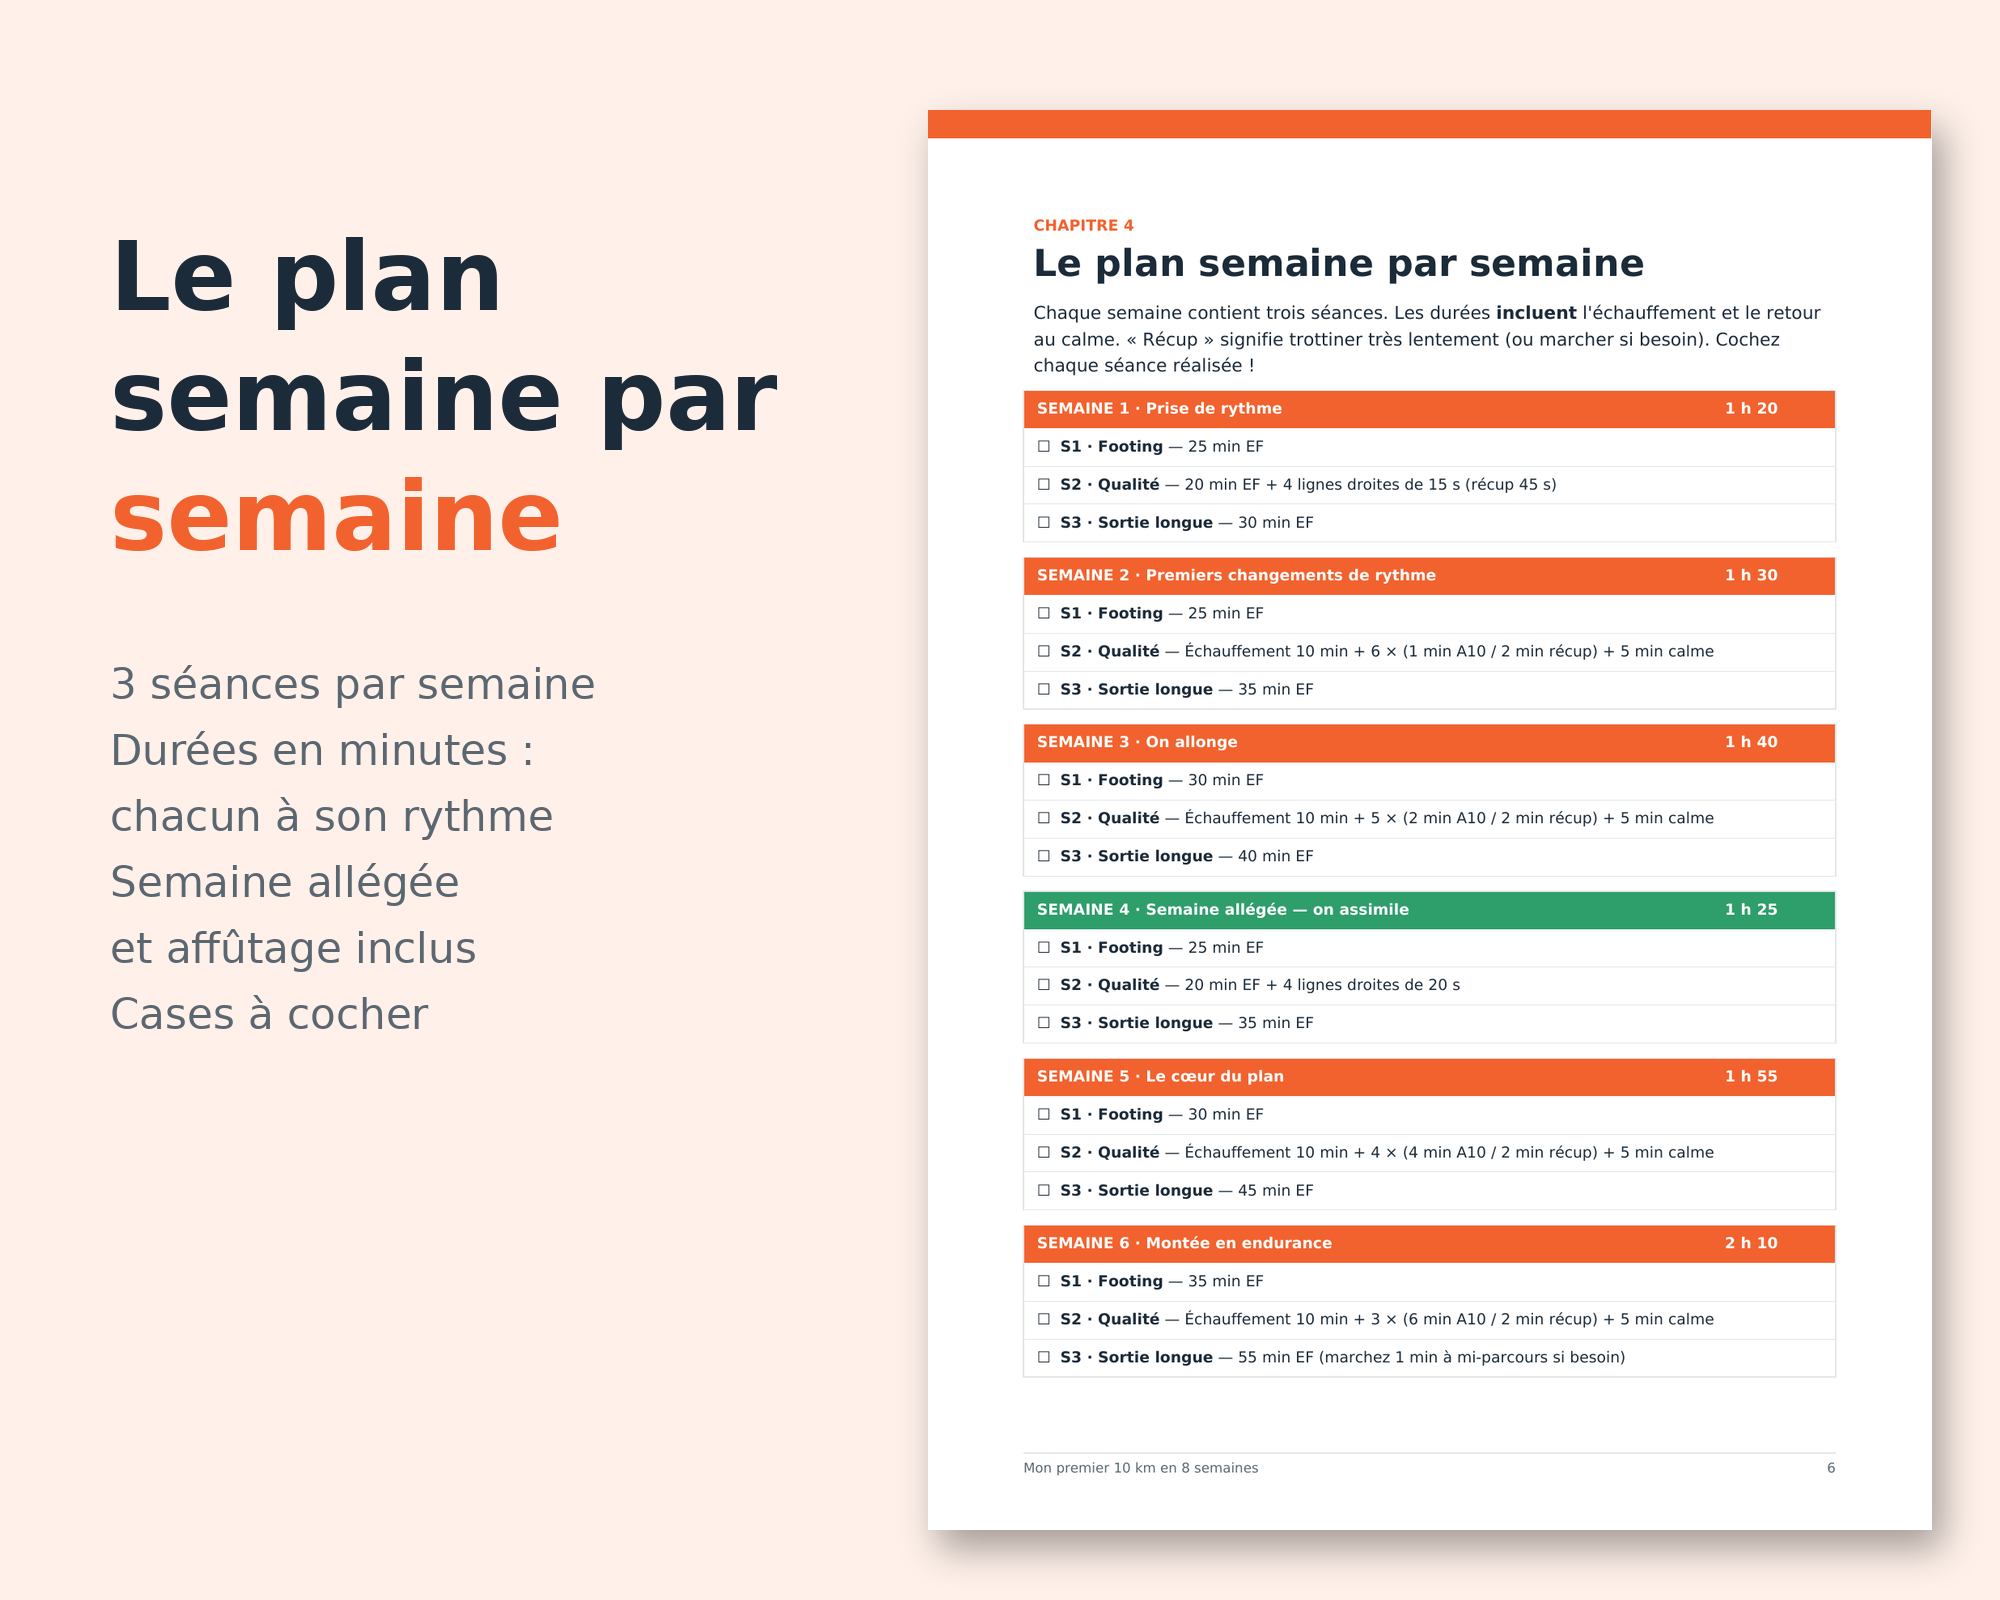 Le plan
semaine par
semaine
3 séances par semaine
Durées en minutes :
chacun à son rythme
Semaine allégée
et affûtage inclus
Cases à cocher
CHAPITRE 4
Le plan semaine par semaine
Chaque semaine contient trois séances. Les durées incluent l'échauffement et le retour
au calme. « Récup » signifie trottiner très lentement (ou marcher si besoin). Cochez
chaque séance réalisée !
SEMAINE 1 · Prise de rythme 1 h 20
☐ S1 · Footing — 25 min EF
☐ S2 · Qualité — 20 min EF + 4 lignes droites de 15 s (récup 45 s)
☐ S3 · Sortie longue — 30 min EF
SEMAINE 2 · Premiers changements de rythme 1 h 30
☐ S1 · Footing — 25 min EF
☐ S2 · Qualité — Échauffement 10 min + 6 × (1 min A10 / 2 min récup) + 5 min calme
☐ S3 · Sortie longue — 35 min EF
SEMAINE 3 · On allonge 1 h 40
☐ S1 · Footing — 30 min EF
☐ S2 · Qualité — Échauffement 10 min + 5 × (2 min A10 / 2 min récup) + 5 min calme
☐ S3 · Sortie longue — 40 min EF
SEMAINE 4 · Semaine allégée — on assimile 1 h 25
☐ S1 · Footing — 25 min EF
☐ S2 · Qualité — 20 min EF + 4 lignes droites de 20 s
☐ S3 · Sortie longue — 35 min EF
SEMAINE 5 · Le cœur du plan 1 h 55
☐ S1 · Footing — 30 min EF
☐ S2 · Qualité — Échauffement 10 min + 4 × (4 min A10 / 2 min récup) + 5 min calme
☐ S3 · Sortie longue — 45 min EF
SEMAINE 6 · Montée en endurance 2 h 10
☐ S1 · Footing — 35 min EF
☐ S2 · Qualité — Échauffement 10 min + 3 × (6 min A10 / 2 min récup) + 5 min calme
☐ S3 · Sortie longue — 55 min EF (marchez 1 min à mi-parcours si besoin)
Mon premier 10 km en 8 semaines 6